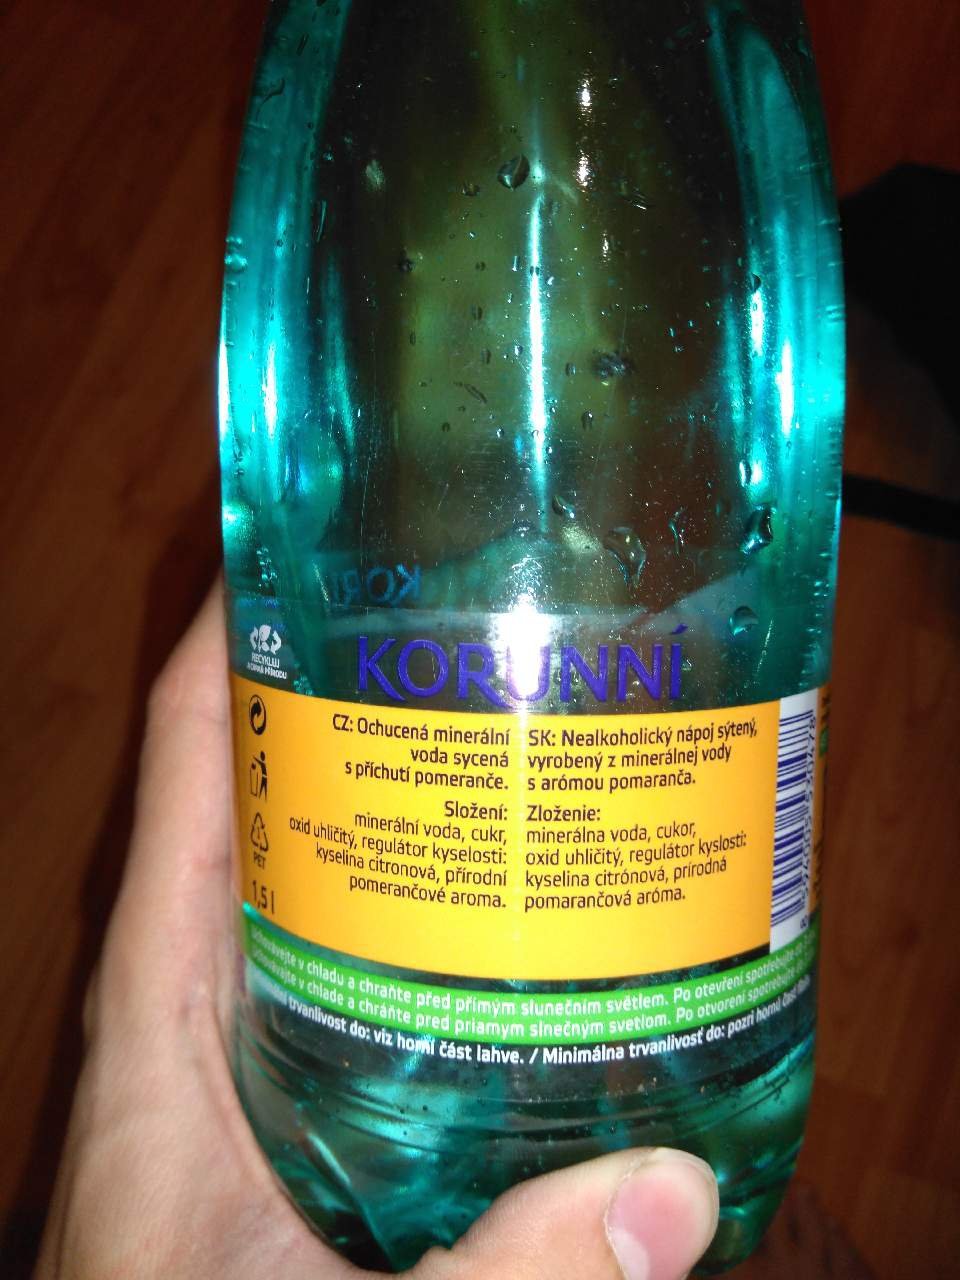 KORUNNÍ
RECYKLUJ
CZ: Ochucená minerální
voda sycená
s příchutí pomeranče.
Složení:
minerální voda, cukr,
oxid uhličitý, regulátor kyselosti:
kyselina citronová, přírodní
pomerančové aroma.
SK: Nealkoholický nápoj sýtený,
vyrobený z minerálnej vody
s arómou pomaranča.
Zloženie:
minerálna voda, cukor,
oxid uhličitý, regulátor kyslosti:
kyselina citrónová, prírodná
pomarančová aróma.
PET
1,5 l
Uchovávejte v chladu a chraňte před přímým slunečním světlem. Po otevření spotřebujte
Uchovávajte v chlade a chráňte pred priamym slnečným svetlom. Po otvorení spotrebujte
trvanlivost do: viz horní část lahve. / Minimálna trvanlivosť do: pozri hornú časť